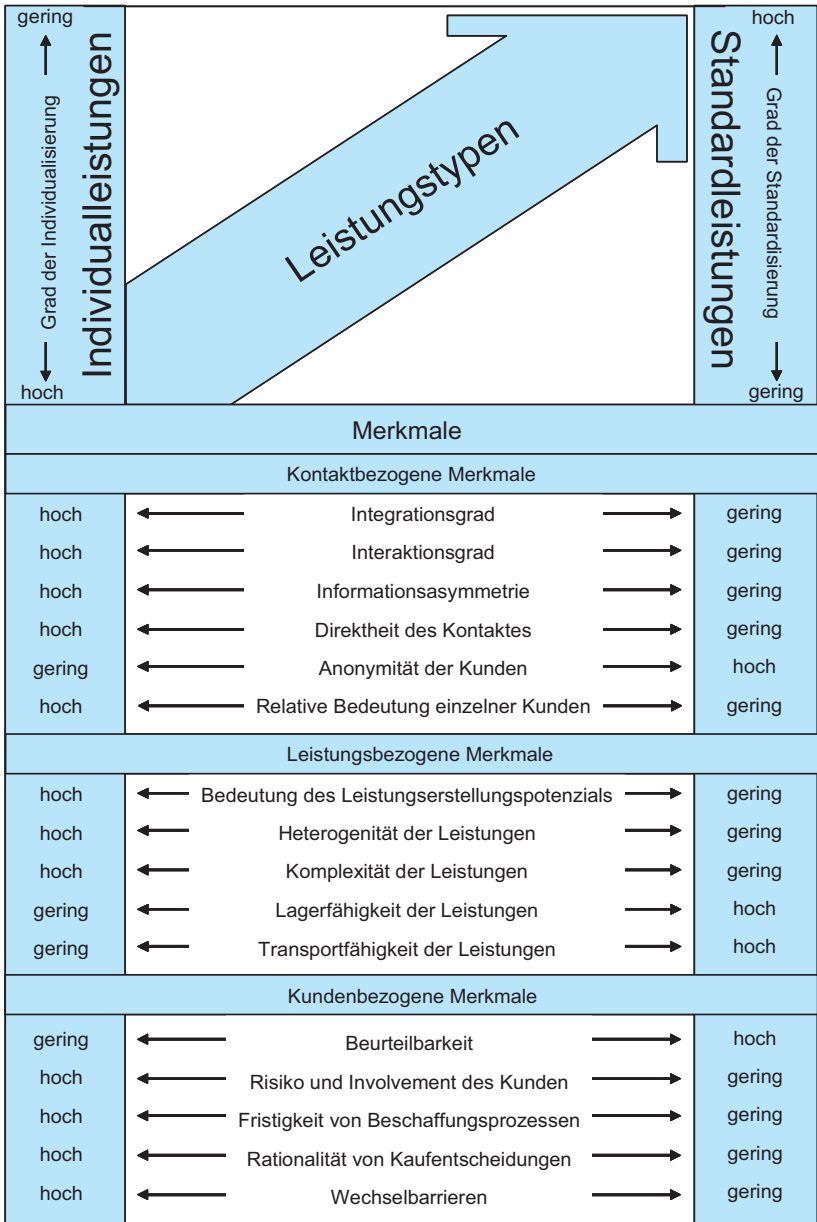 gering
Grad der Individualisierung
hoch
Individualleistungen
Leistungstypen
Standardleistungen
hoch
Grad der Standardisierung
gering
Merkmale
Kontaktbezogene Merkmale
hoch Integrationsgrad gering
hoch Interaktionsgrad gering
hoch Informationsasymmetrie gering
hoch Direktheit des Kontaktes gering
gering Anonymität der Kunden hoch
hoch Relative Bedeutung einzelner Kunden gering
Leistungsbezogene Merkmale
hoch Bedeutung des Leistungserstellungspotenzials gering
hoch Heterogenität der Leistungen gering
hoch Komplexität der Leistungen gering
gering Lagerfähigkeit der Leistungen hoch
gering Transportfähigkeit der Leistungen hoch
Kundenbezogene Merkmale
gering Beurteilbarkeit hoch
hoch Risiko und Involvement des Kunden gering
hoch Fristigkeit von Beschaffungsprozessen gering
hoch Rationalität von Kaufentscheidungen gering
hoch Wechselbarrieren gering